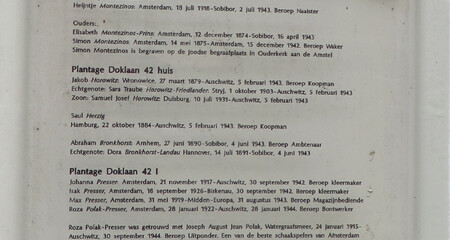 Heijntje Montezinos. Amsterdam, 18 juli 1918-Sobibor, 2 juli 1943. Beroep Naaister
Ouders:
Elisabeth Montezinos-Prins. Amsterdam, 12 december 1874-Sobibor, 16 april 1943
Simon Montezinos. Amsterdam, 14 mei 1875-Amsterdam, 15 december 1942. Beroep Waker
Simon Montezinos is begraven op de joodse begraafplaats in Ouderkerk aan de Amstel
Plantage Doklaan 42 huis
Jakob Horowitz. Wronowice, 27 maart 1879-Auschwitz, 5 februari 1943. Beroep Koopman
Echtgenote: Sara Traube Horowitz-Friedlander. Stryj, 1 oktober 1903-Auschwitz, 5 februari 1943
Zoon: Samuel Josef Horowitz. Duisburg, 10 juli 1931-Auschwitz, 5 februari 1943
Saul Herzig
Hamburg, 22 oktober 1884-Auschwitz, 5 februari 1943. Beroep Koopman
Abraham Bronkhorst. Arnhem, 27 juni 1890-Sobibor, 4 juni 1943. Beroep Ambtenaar
Echtgenote: Dora Bronkhorst-Landau Hannover, 14 juli 1891-Sobibor, 4 juni 1943
Plantage Doklaan 42 I
Johanna Presser. Amsterdam, 21 november 1917-Auschwitz, 30 september 1942. Beroep kleermaker
Isak Presser, Amsterdam, 18 september 1926-Birkenau, 30 september 1942. Beroep kleermaker
Max Presser, Amsterdam, 31 mei 1919-Midden-Europa, 31 augustus 1943. Beroep Magazijnbediende
Roza Polak-Presser, Amsterdam, 28 januari 1922-Auschwitz, 28 januari 1944. Beroep Bontwerker
Roza Polak-Presser was getrouwd met Joseph August Jean Polak, Watergraafsmeer, 24 januari 1915-
Auschwitz, 30 september 1944. Beroep Uitponder. Een van de beste schaakspelers van Amsterdam